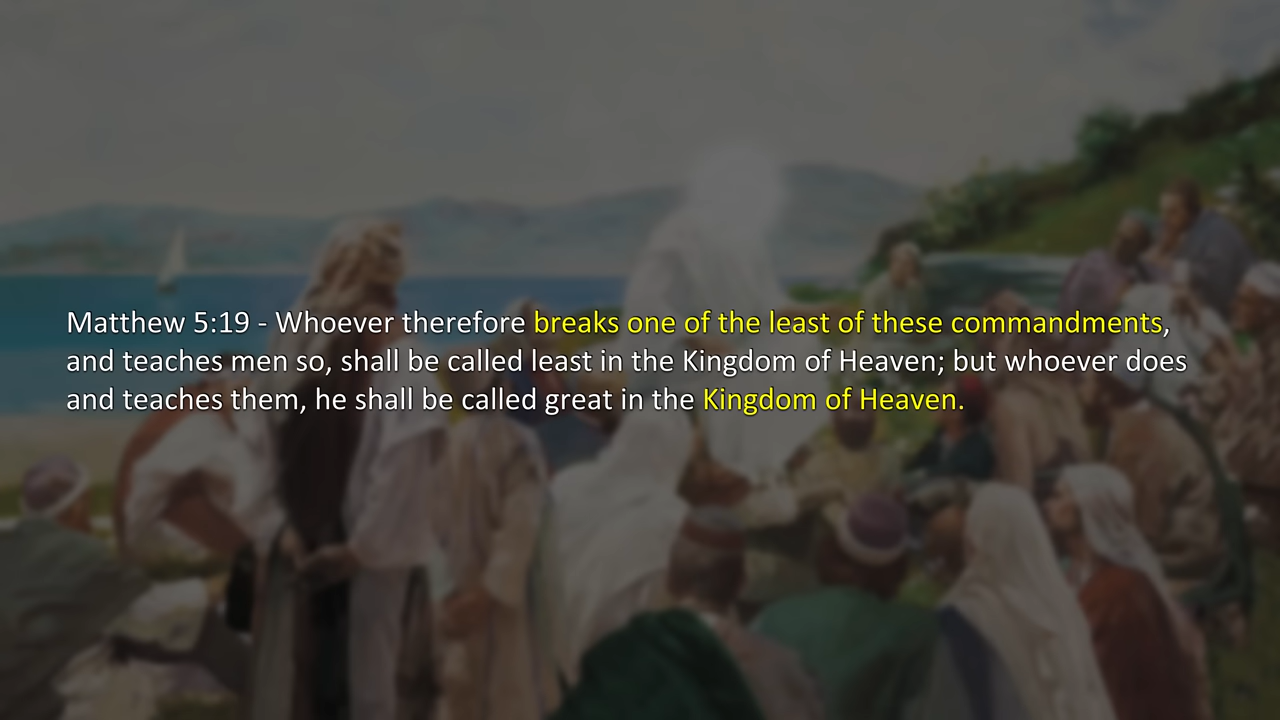 Matthew 5:19 - Whoever therefore breaks one of the least of these commandments,
and teaches men so, shall be called least in the Kingdom of Heaven; but whoever does
and teaches them, he shall be called great in the Kingdom of Heaven.